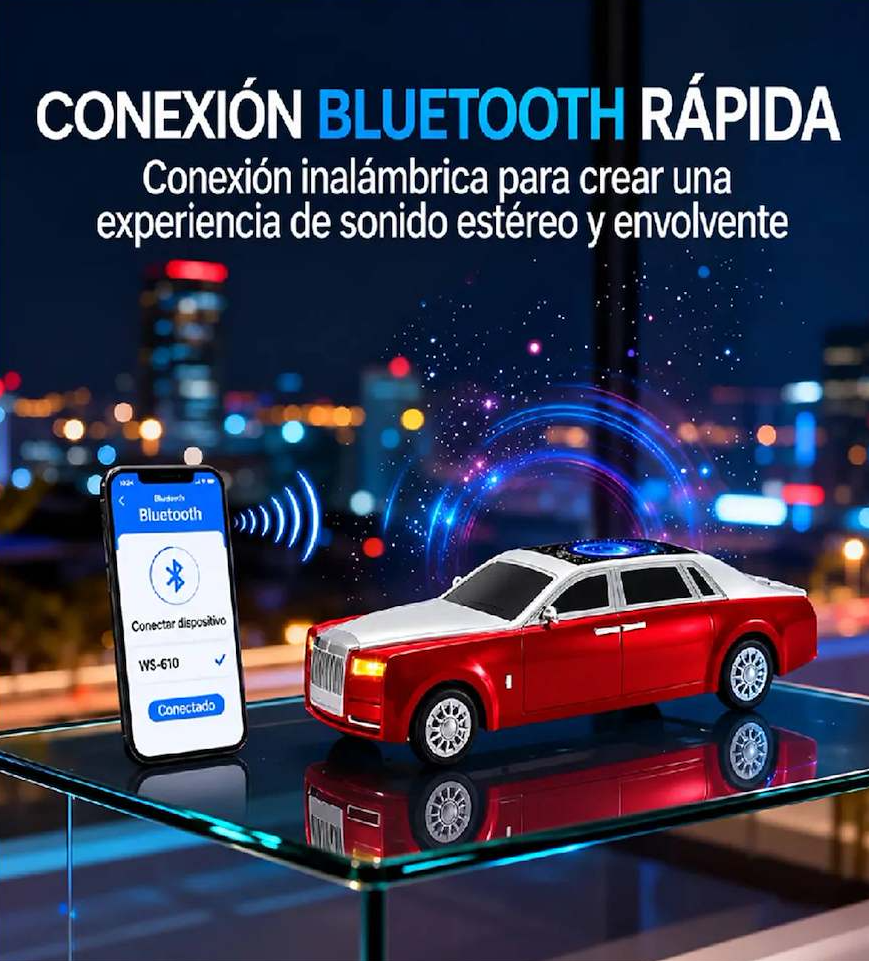 CONEXIÓN BLUETOOTH RÁPIDA
Conexión inalámbrica para crear una
experiencia de sonido estéreo y envolvente
Bluetooth
Bluetooth
Conectar dispositivo
WS-610
Conectado